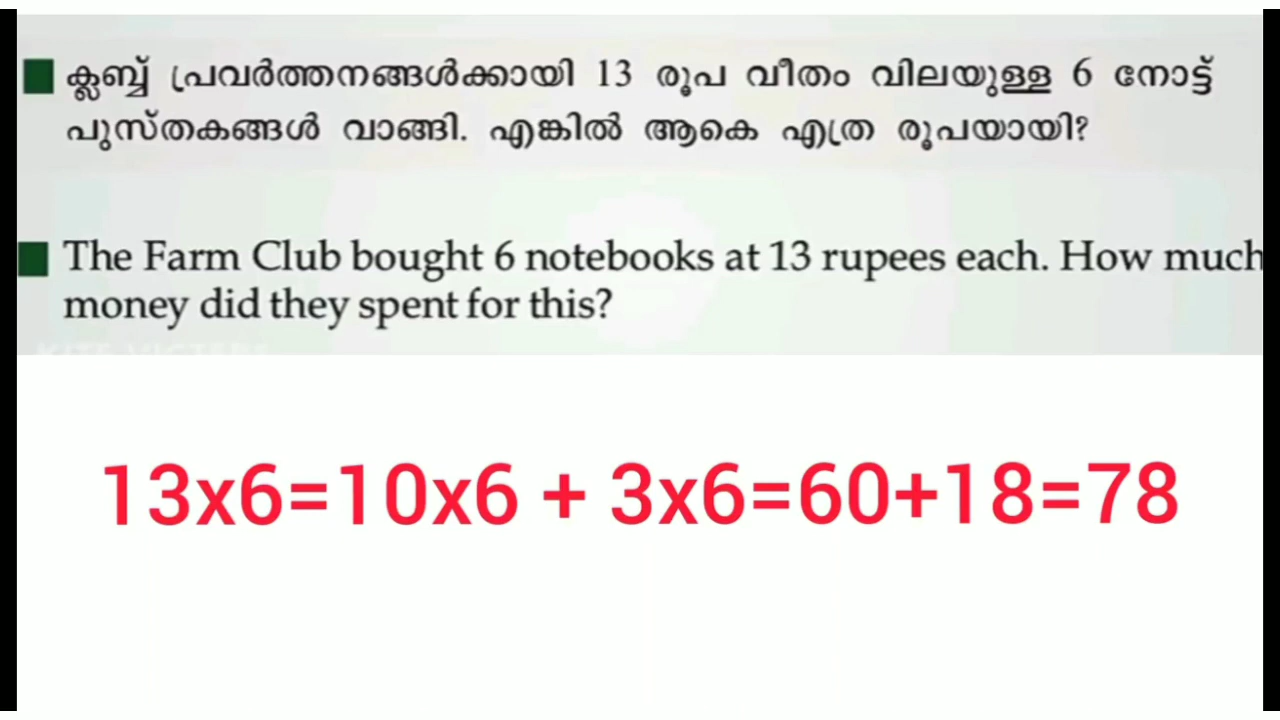 ക്ലബ്ബ് പ്രവർത്തനങ്ങൾക്കായി 13 രൂപ വീതം വിലയുള്ള 6 നോട്ട്
പുസ്തകങ്ങൾ വാങ്ങി. എങ്കിൽ ആകെ എത്ര രൂപയായി?
The Farm Club bought 6 notebooks at 13 rupees each. How much
money did they spent for this?
13x6=10x6 + 3x6=60+18=78